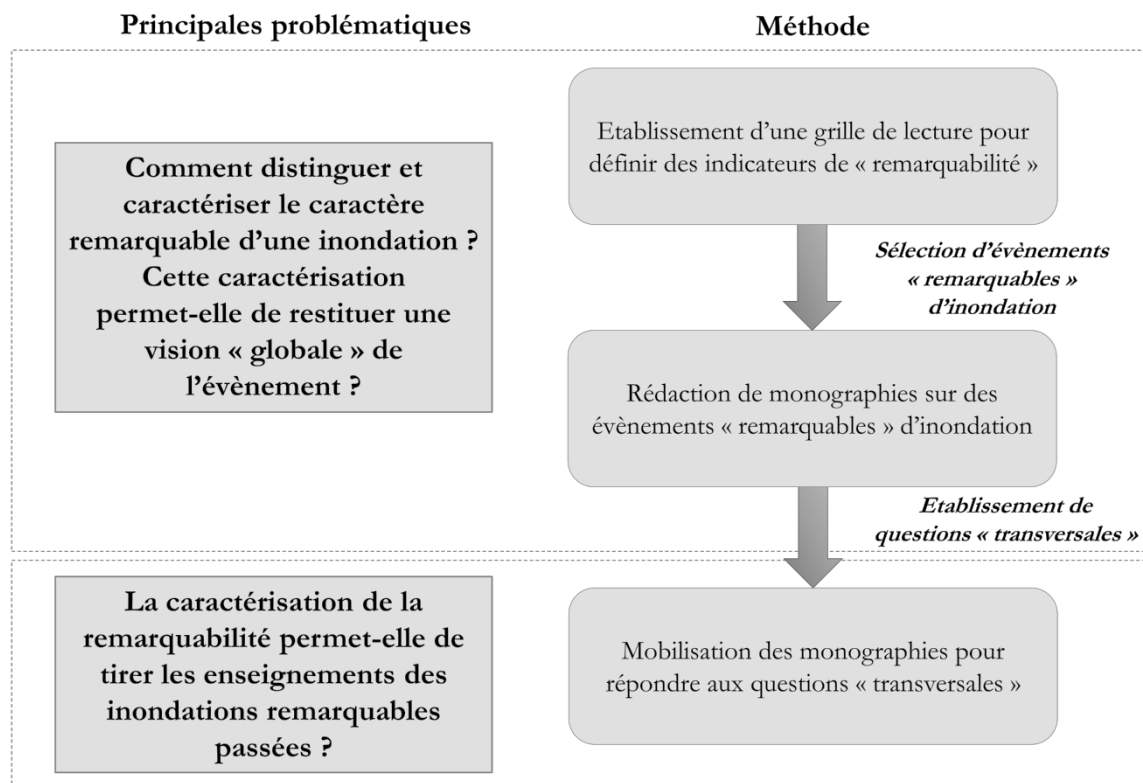 Principales problématiques
Méthode
Comment distinguer et
caractériser le caractère
remarquable d’une inondation ?
Cette caractérisation
permet-elle de restituer une
vision « globale » de
l’évènement ?
Etablissement d’une grille de lecture pour
définir des indicateurs de « remarquabilité »
Sélection d’évènements
« remarquables »
d’inondation
Rédaction de monographies sur des
évènements « remarquables » d’inondation
Etablissement de
questions « transversales »
La caractérisation de la
remarquabilité permet-elle de
tirer les enseignements des
inondations remarquables
passées ?
Mobilisation des monographies pour
répondre aux questions « transversales »